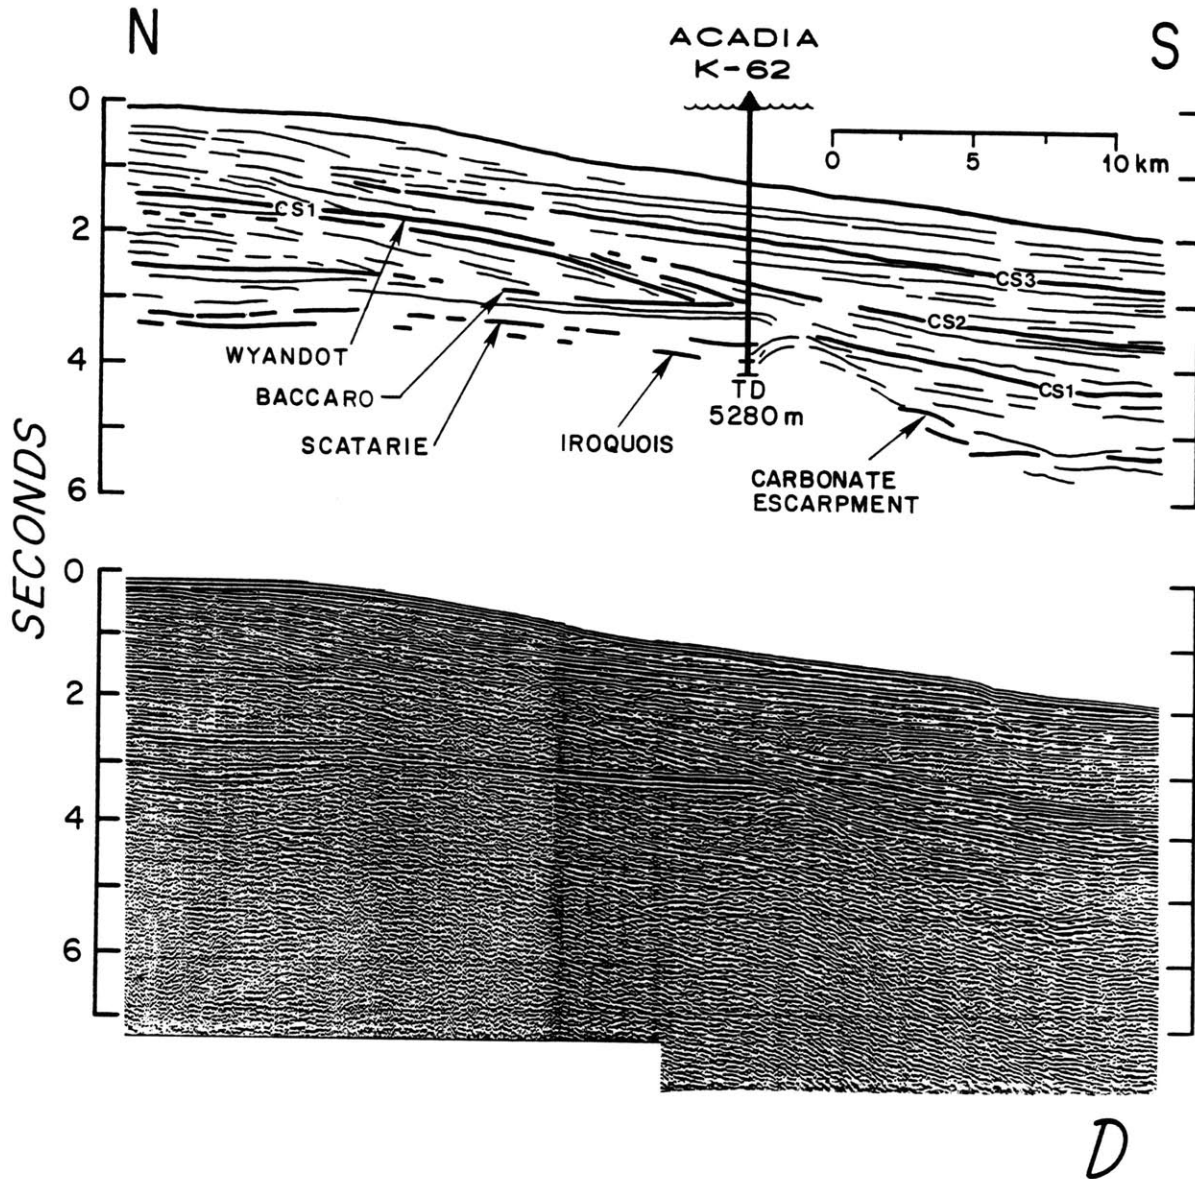 N
ACADIA
K-62
S
0
2
4
6
0
5
10 km
CS1
CS3
CS2
CS1
WYANDOT
BACCARO
SCATARIE
IROQUOIS
TD
5280 m
CARBONATE
ESCARPMENT
SECONDS
0
2
4
6
D